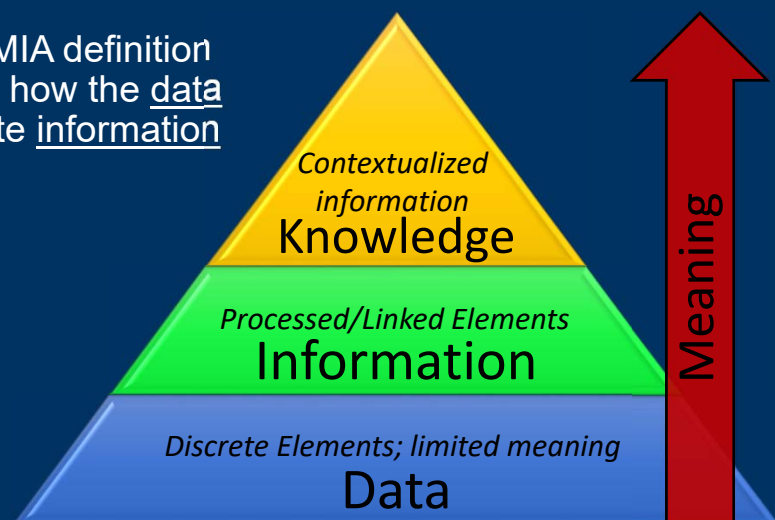 MIA definition
how the data
te information
Contextualized
information
Knowledge
Processed/Linked Elements
Information
Discrete Elements; limited meaning
Data
Meaning